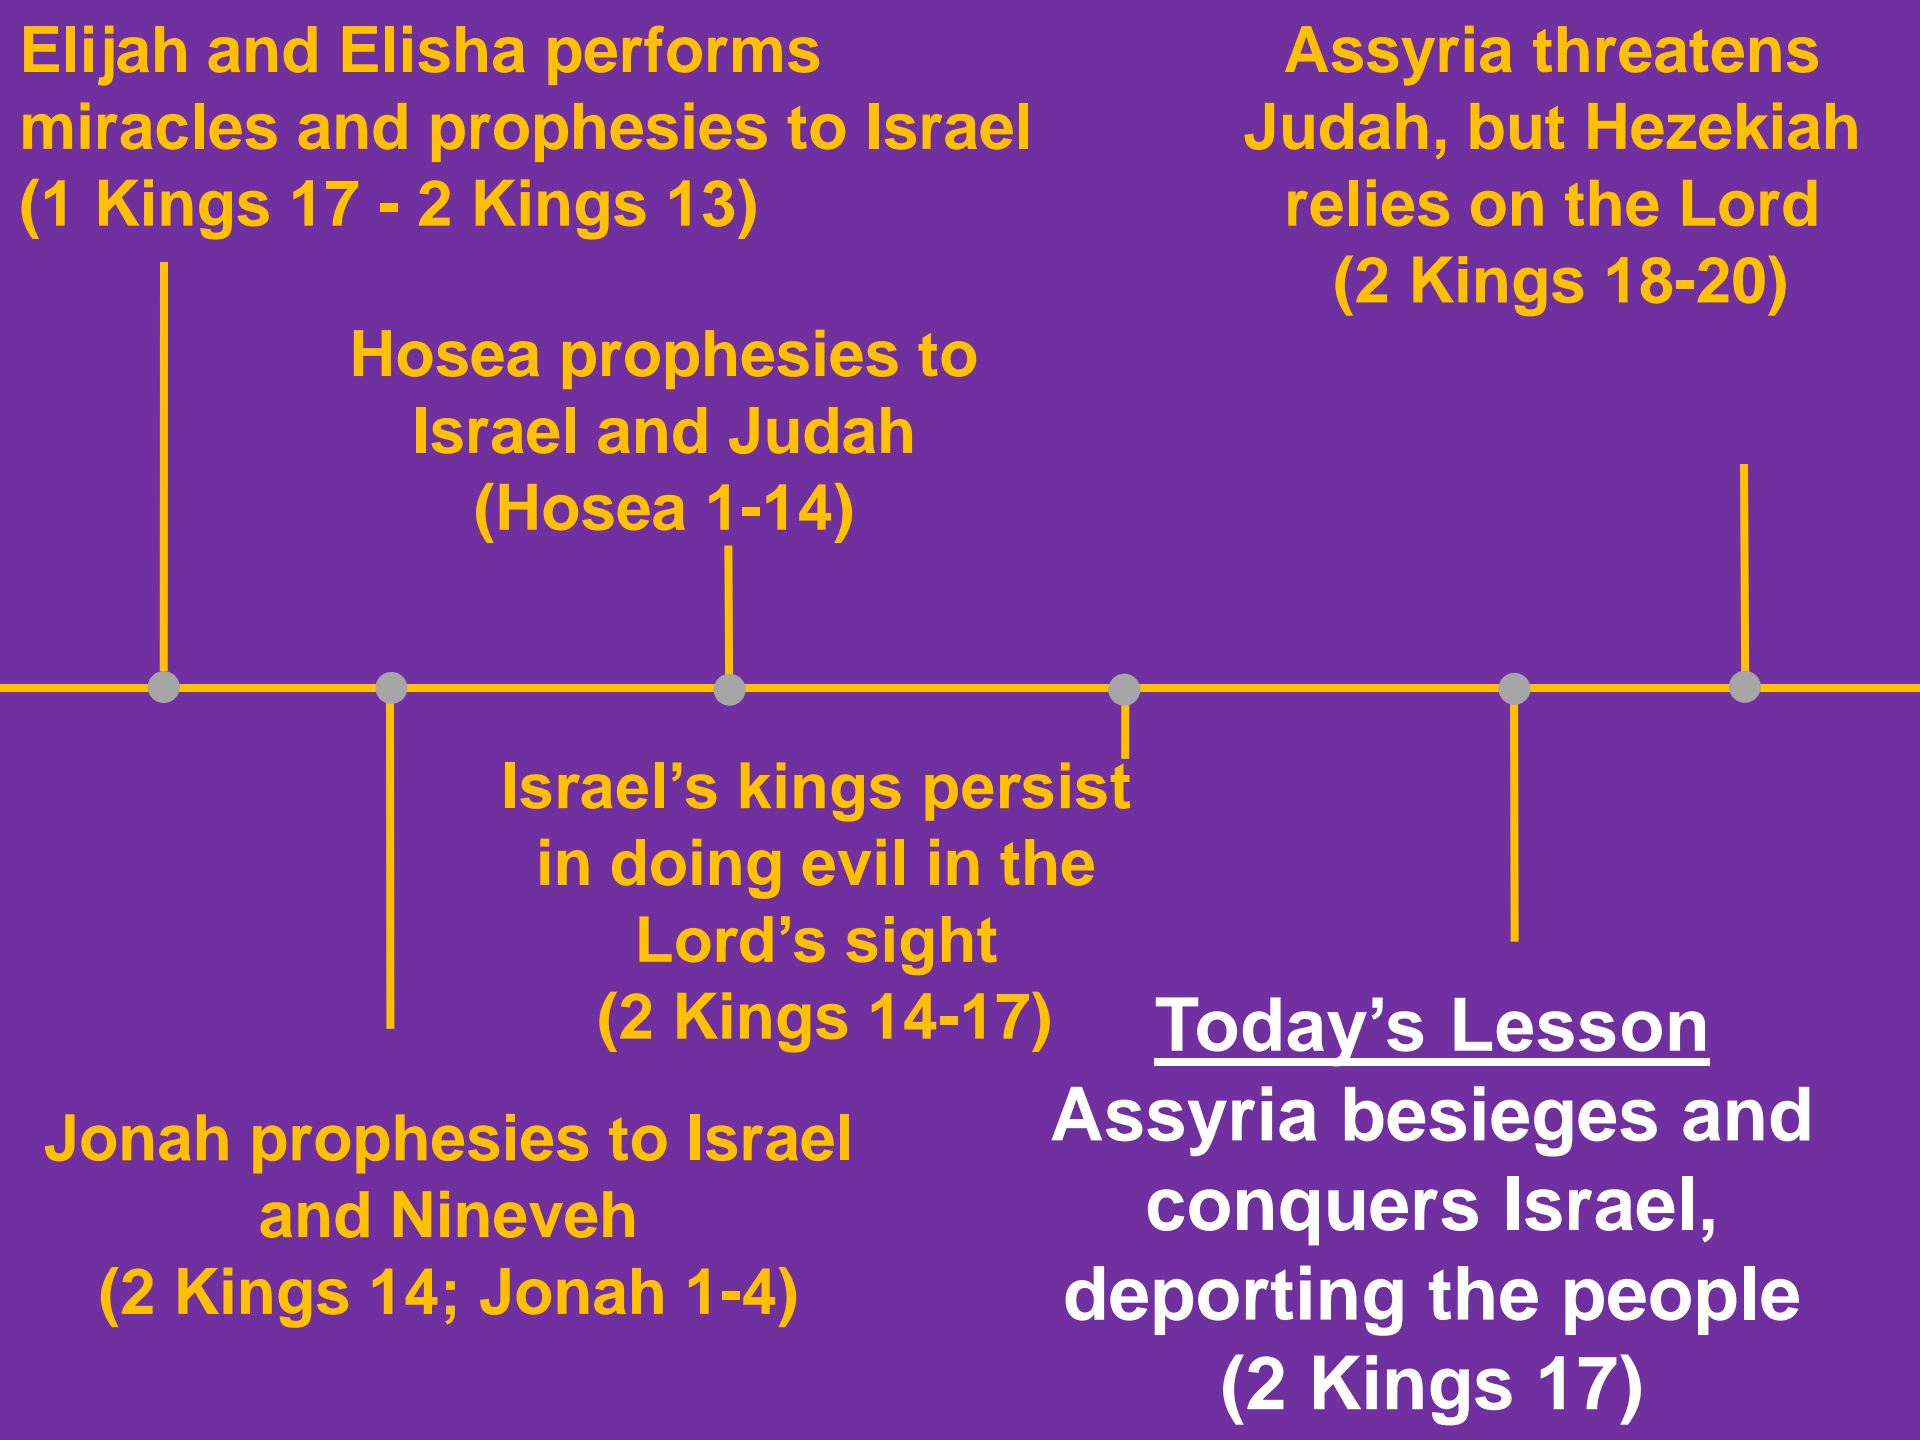 Elijah and Elisha performs
miracles and prophesies to Israel
(1 Kings 17 - 2 Kings 13)
Assyria threatens
Judah, but Hezekiah
relies on the Lord
(2 Kings 18-20)
Hosea prophesies to
Israel and Judah
(Hosea 1-14)
Israel’s kings persist
in doing evil in the
Lord’s sight
(2 Kings 14-17)
Jonah prophesies to Israel
and Nineveh
(2 Kings 14; Jonah 1-4)
Today’s Lesson
Assyria besieges and
conquers Israel,
deporting the people
(2 Kings 17)